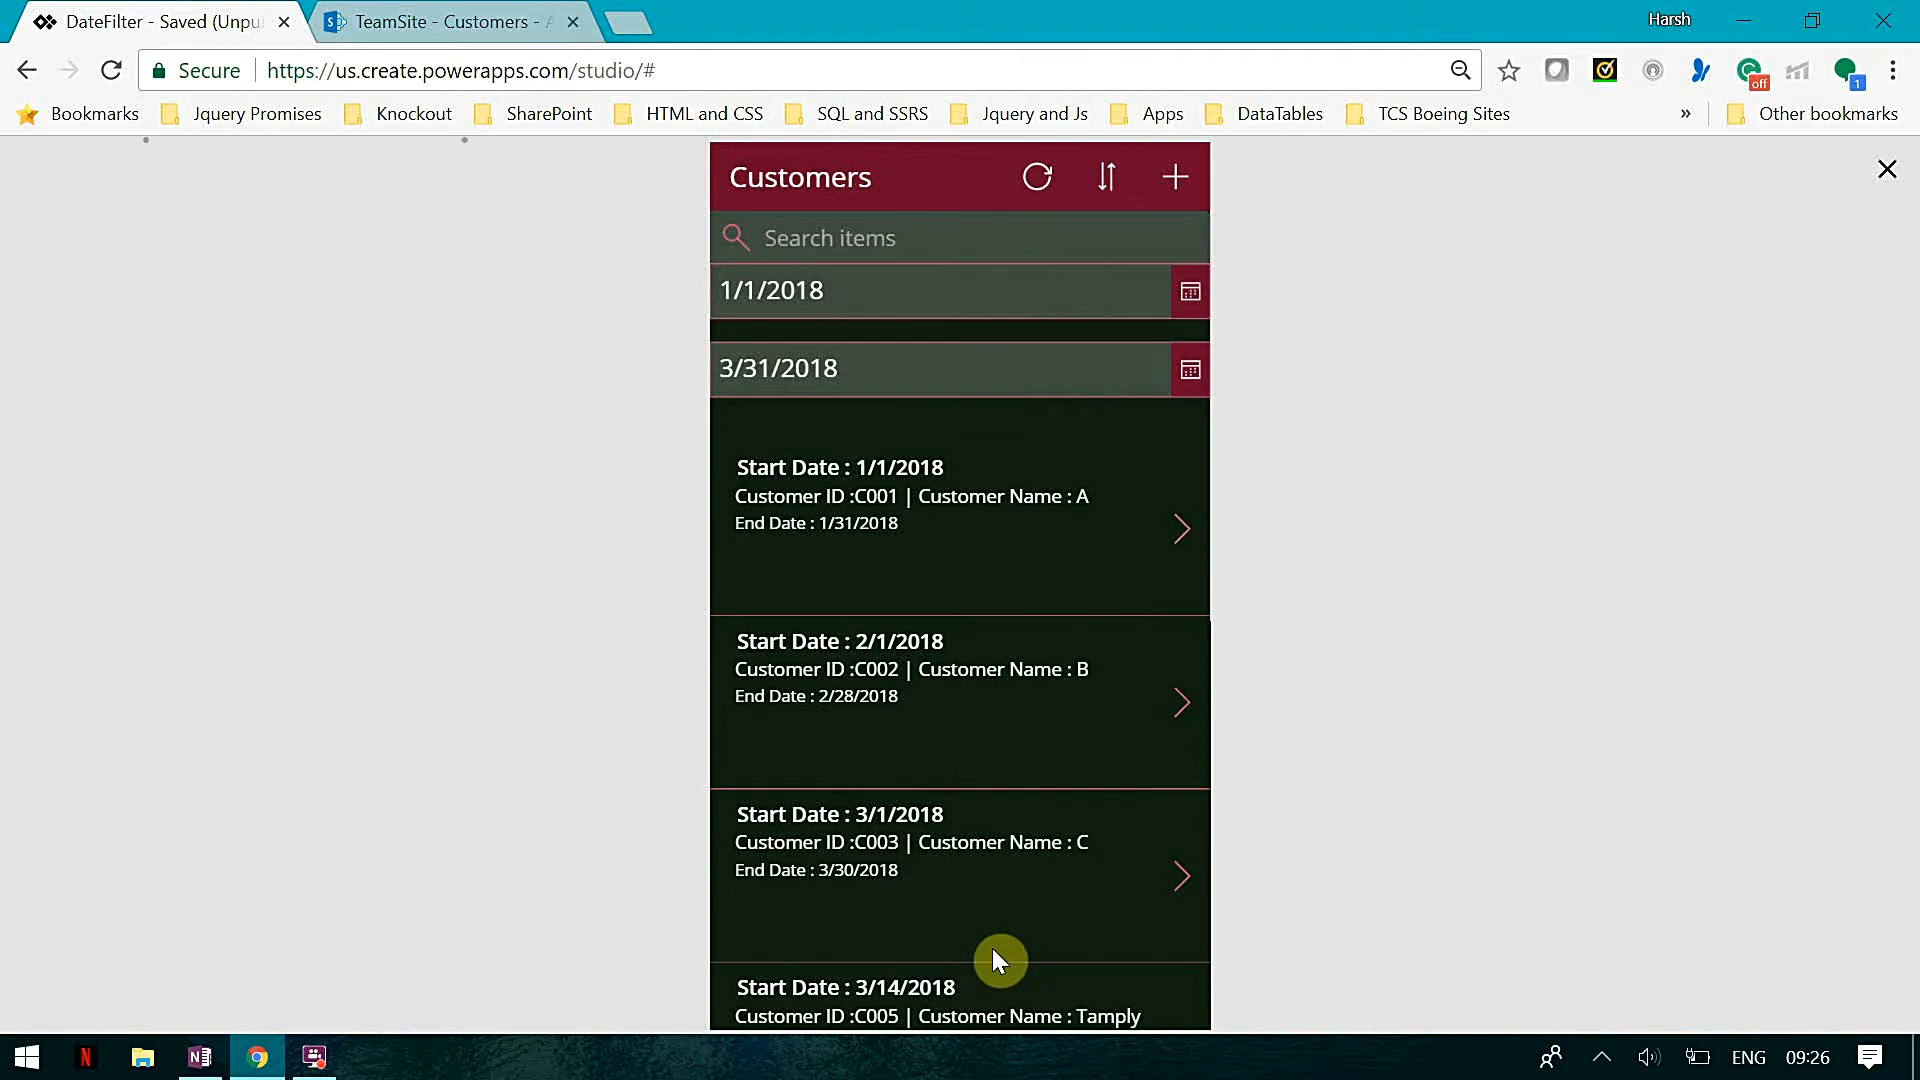 DateFilter - Saved (Unpu
TeamSite - Customers -
Harsh
Secure
https://us.create.powerapps.com/studio/#
off
1
Bookmarks
Jquery Promises
Knockout
SharePoint
HTML and CSS
SQL and SSRS
Jquery and Js
Apps
DataTables
TCS Boeing Sites
»
Other bookmarks
Customers
Search items
1/1/2018
3/31/2018
Start Date : 1/1/2018
Customer ID :C001 | Customer Name : A
End Date : 1/31/2018
Start Date : 2/1/2018
Customer ID :C002 | Customer Name : B
End Date : 2/28/2018
Start Date : 3/1/2018
Customer ID :C003 | Customer Name : C
End Date : 3/30/2018
Start Date : 3/14/2018
Customer ID :C005 | Customer Name : Tamply
ENG
09:26